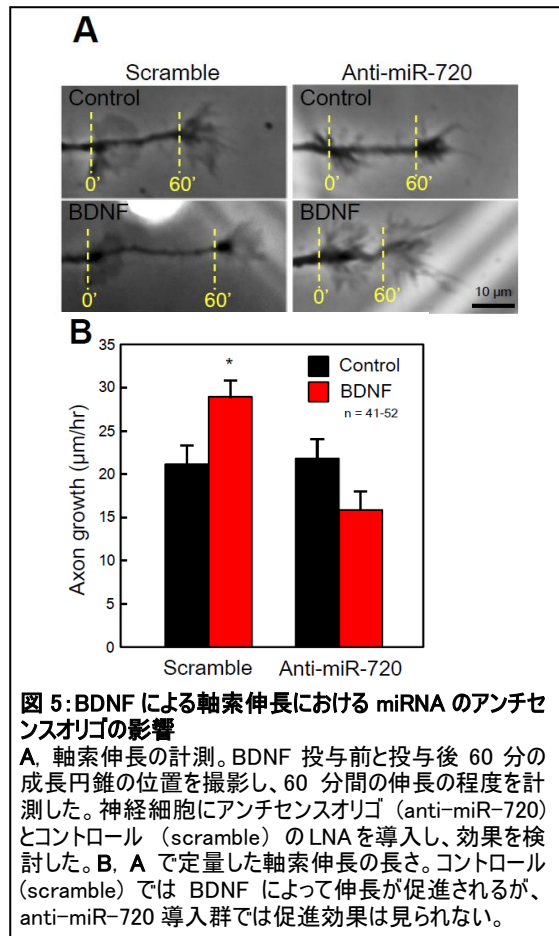 A
Scramble
Anti-miR-720
Control
Control
0'
60'
0'
60'
BDNF
BDNF
0'
60'
0'
60'
10 μm
B
35
30
25
20
15
10
5
0
Axon growth (μm/hr)
*
Control
BDNF
n = 41-52
Scramble
Anti-miR-720
図 5：BDNF による軸索伸長における miRNA のアンチセ
ンスオリゴの影響
A, 軸索伸長の計測。BDNF 投与前と投与後 60 分の
成長円錐の位置を撮影し、60 分間の伸長の程度を計
測した。神経細胞にアンチセンスオリゴ (anti-miR-720)
とコントロール （scramble） の LNA を導入し、効果を検
討した。B, A で定量した軸索伸長の長さ。コントロール
(scramble) では BDNF によって伸長が促進されるが、
anti-miR-720 導入群では促進効果は見られない。